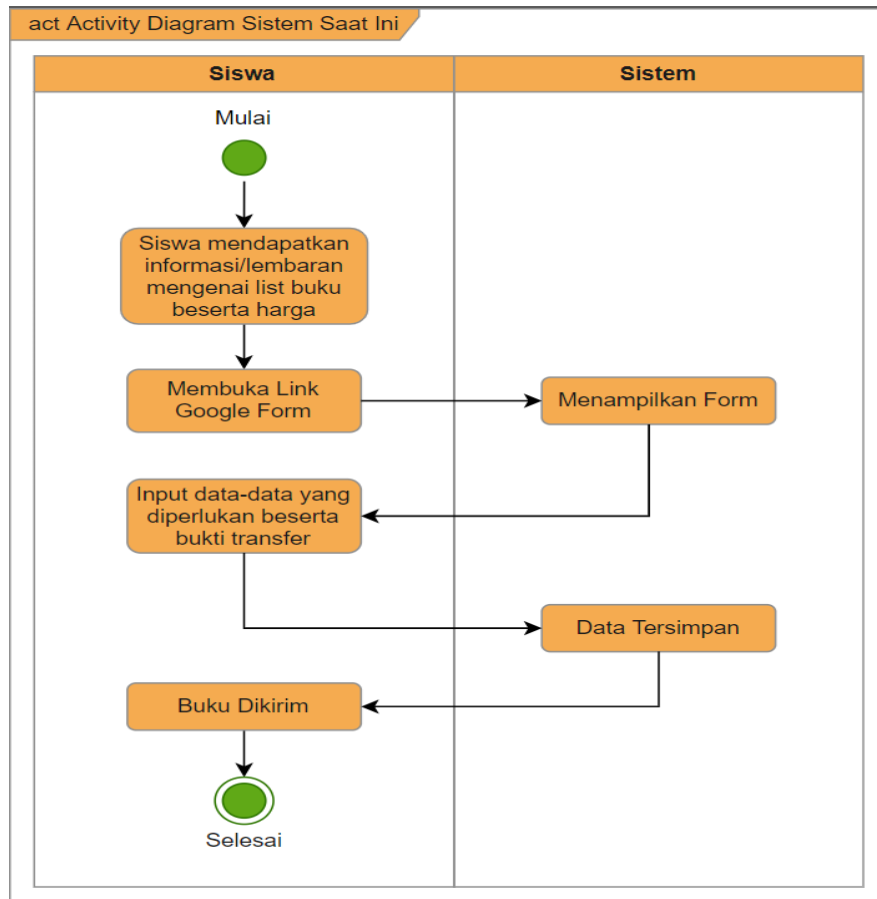 act Activity Diagram Sistem Saat Ini
Siswa
Sistem
Mulai
Siswa mendapatkan
informasi/lembaran
mengenai list buku
beserta harga
Membuka Link
Google Form
Menampilkan Form
Input data-data yang
diperlukan beserta
bukti transfer
Data Tersimpan
Buku Dikirim
Selesai